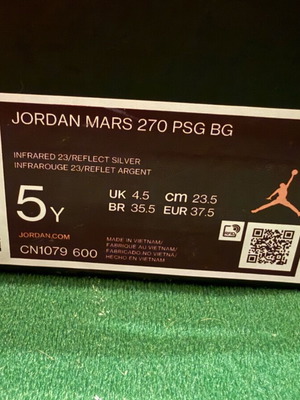 JORDAN MARS 270 PSG BG
INFRARED 23/REFLECT SILVER
INFRAROUGE 23/REFLET ARGENT
5Y
UK 4.5 cm 23.5
BR 35.5 EUR 37.5
JORDAN.COM
CN1079 600
MADE IN VIETNAM/
FABRIQUÉ AU VIETNAM/
FABRICADO NO VIETNÃ/
HECHO EN VIETNAM